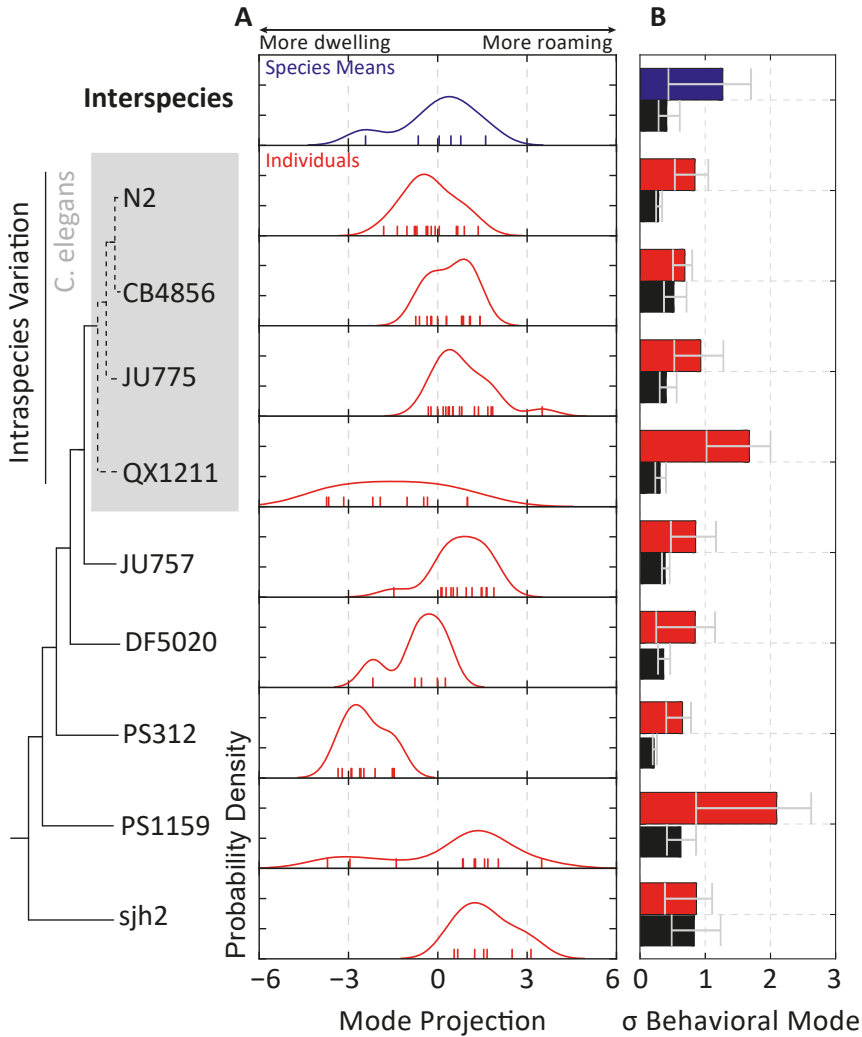 A
B
More dwelling
More roaming
Species Means
Interspecies
Individuals
Intraspecies Variation
C. elegans
N2
CB4856
JU775
QX1211
JU757
DF5020
PS312
PS1159
sjh2
Probability Density
−6 −3 0 3 6
Mode Projection
0 1 2 3
σ Behavioral Mode